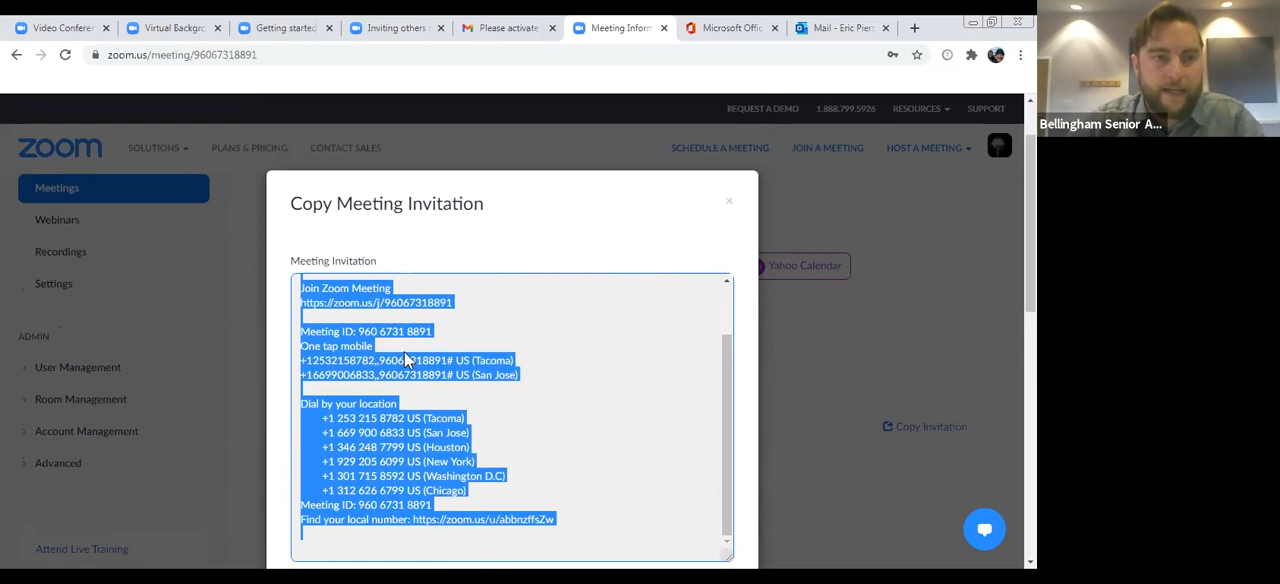 Video Conferen
Virtual Backgro
Getting started
Inviting others
Please activate
Meeting Inform
Microsoft Offic
Mail - Eric Piers
zoom.us/meeting/96067318891
REQUEST A DEMO 1.888.799.5926 RESOURCES SUPPORT
zoom SOLUTIONS PLANS & PRICING CONTACT SALES SCHEDULE A MEETING JOIN A MEETING HOST A MEETING
Bellingham Senior A...
Meetings
Webinars
Recordings
Settings
ADMIN
User Management
Room Management
Account Management
Advanced
Attend Live Training
Copy Meeting Invitation
×
Meeting Invitation
Join Zoom Meeting
https://zoom.us/j/96067318891
Meeting ID: 960 6731 8891
One tap mobile
+12532158782,,96067318891# US (Tacoma)
+16699006833,,96067318891# US (San Jose)
Dial by your location
+1 253 215 8782 US (Tacoma)
+1 669 900 6833 US (San Jose)
+1 346 248 7799 US (Houston)
+1 929 205 6099 US (New York)
+1 301 715 8592 US (Washington D.C)
+1 312 626 6799 US (Chicago)
Meeting ID: 960 6731 8891
Find your local number: https://zoom.us/u/abbnzffsZw
Yahoo Calendar
Copy Invitation